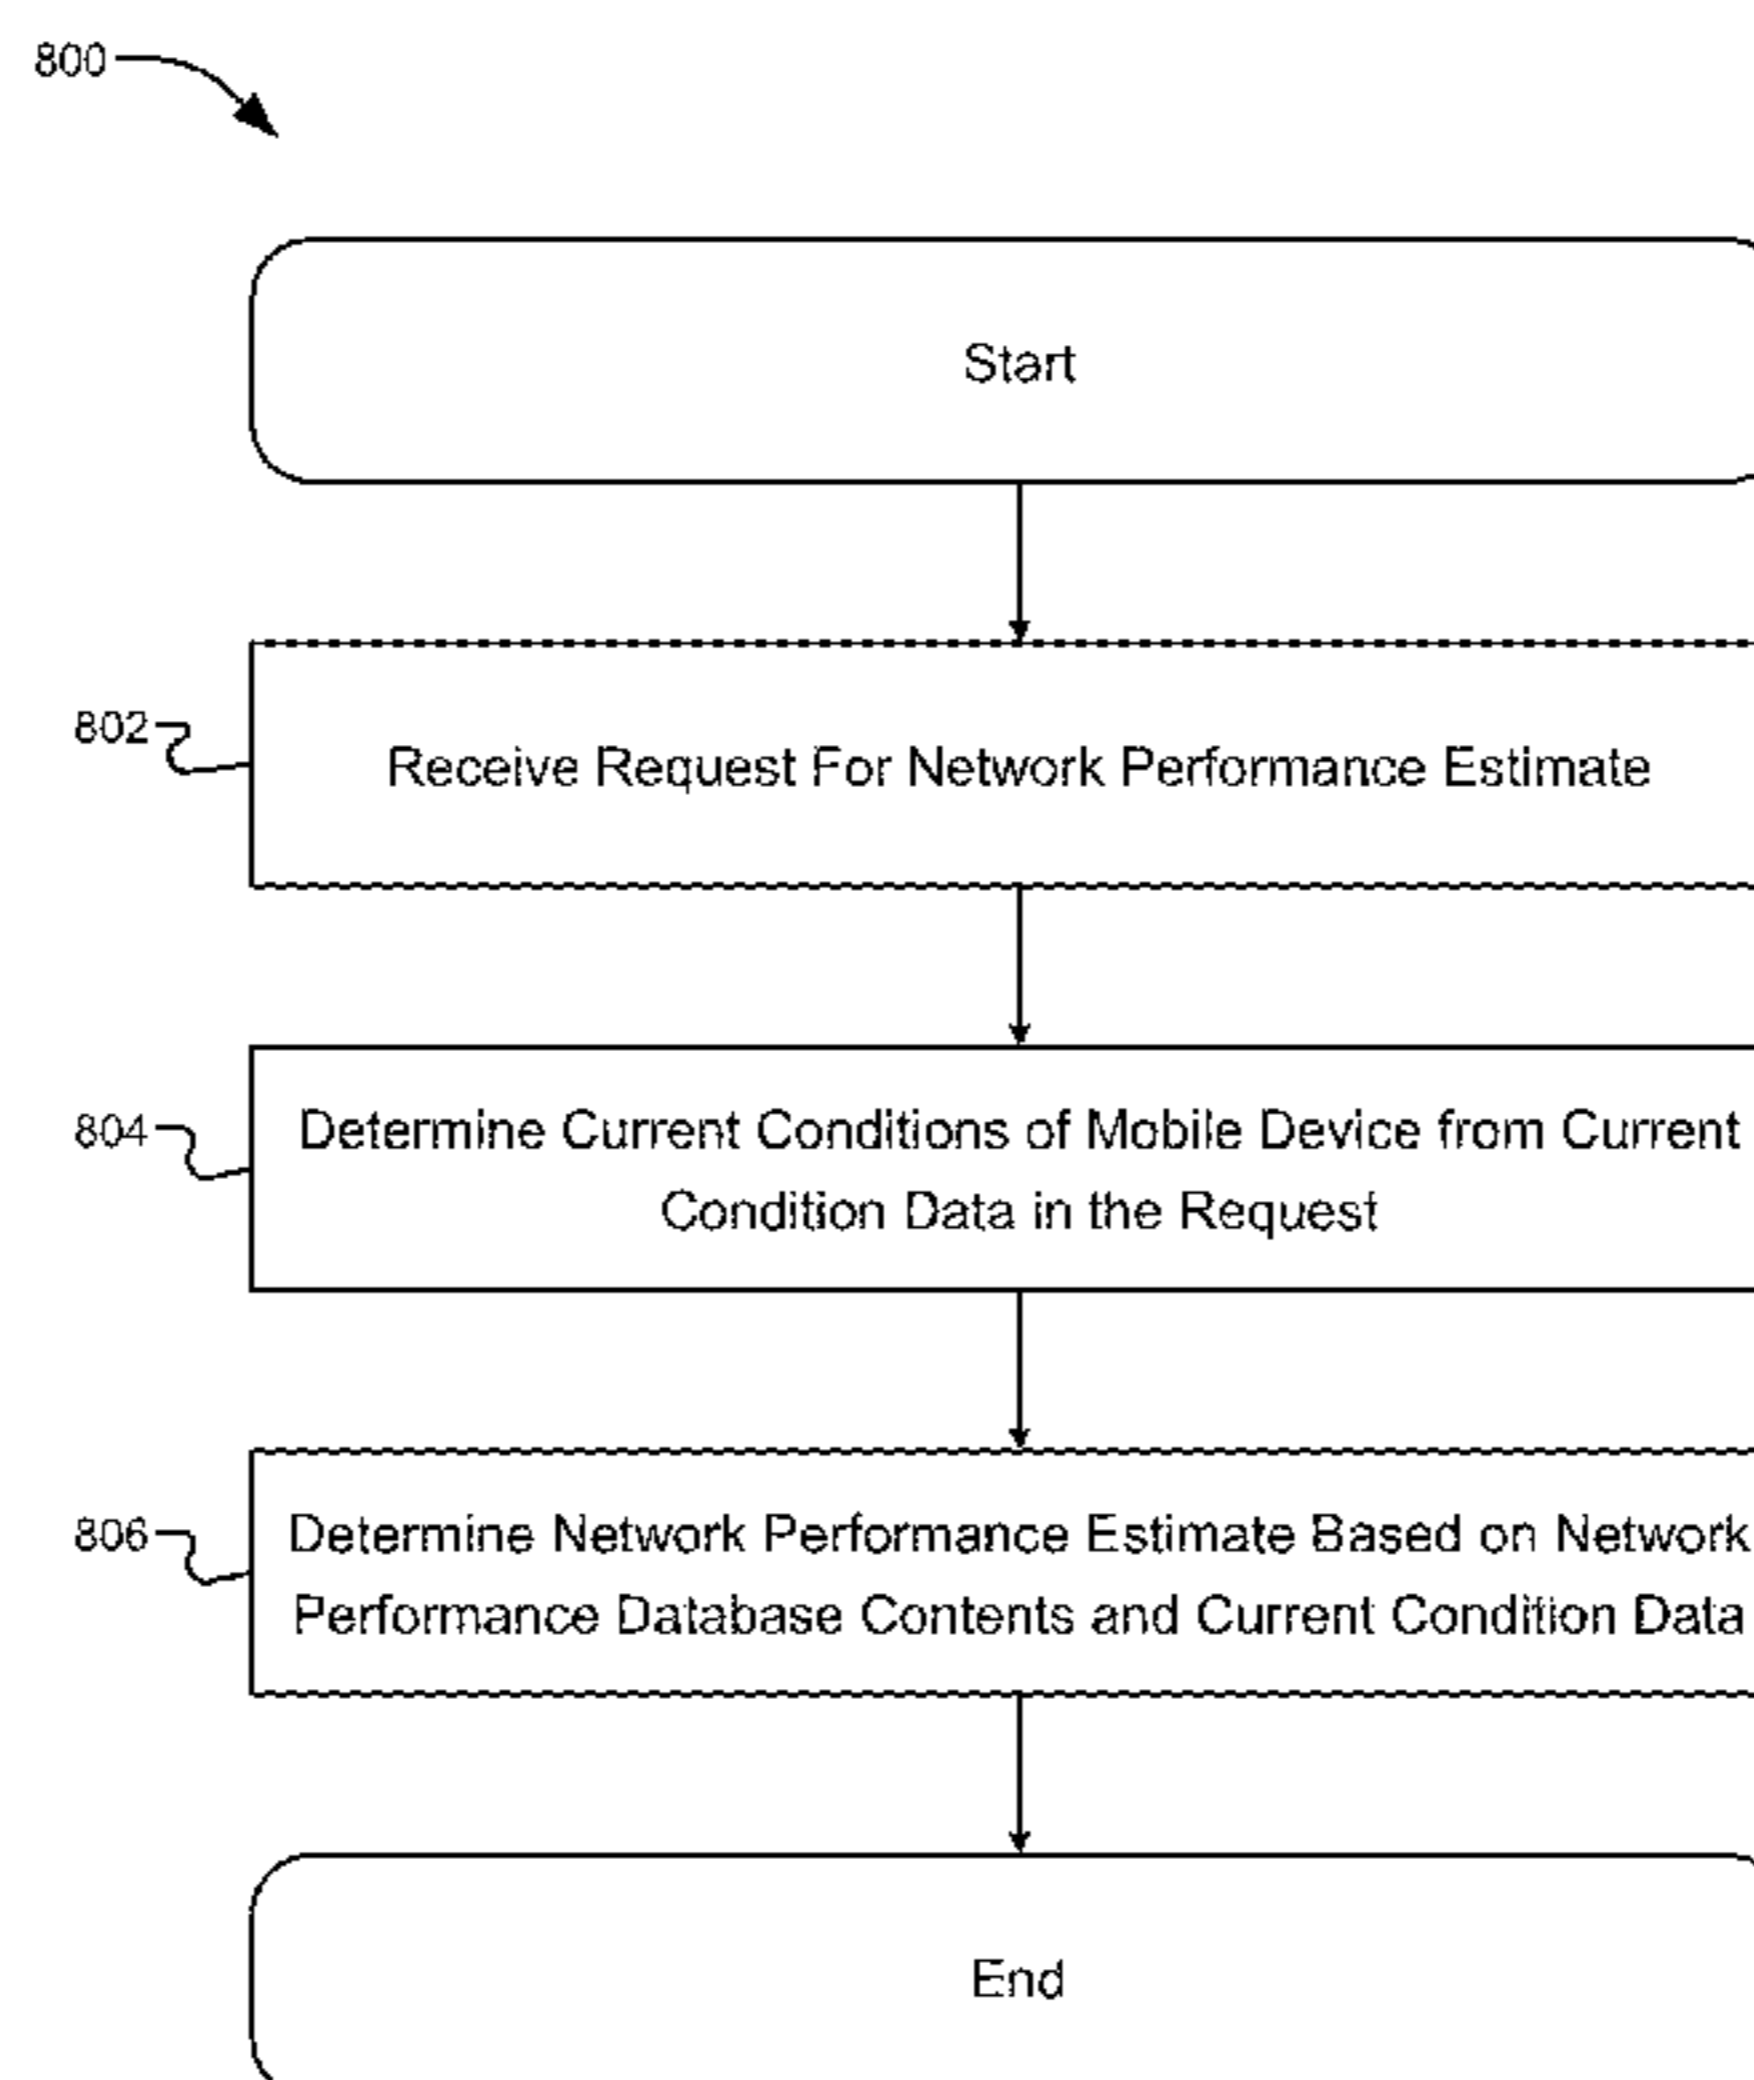 800
Start
802
Receive Request For Network Performance Estimate
804
Determine Current Conditions of Mobile Device from Current
Condition Data in the Request
806
Determine Network Performance Estimate Based on Network
Performance Database Contents and Current Condition Data
End